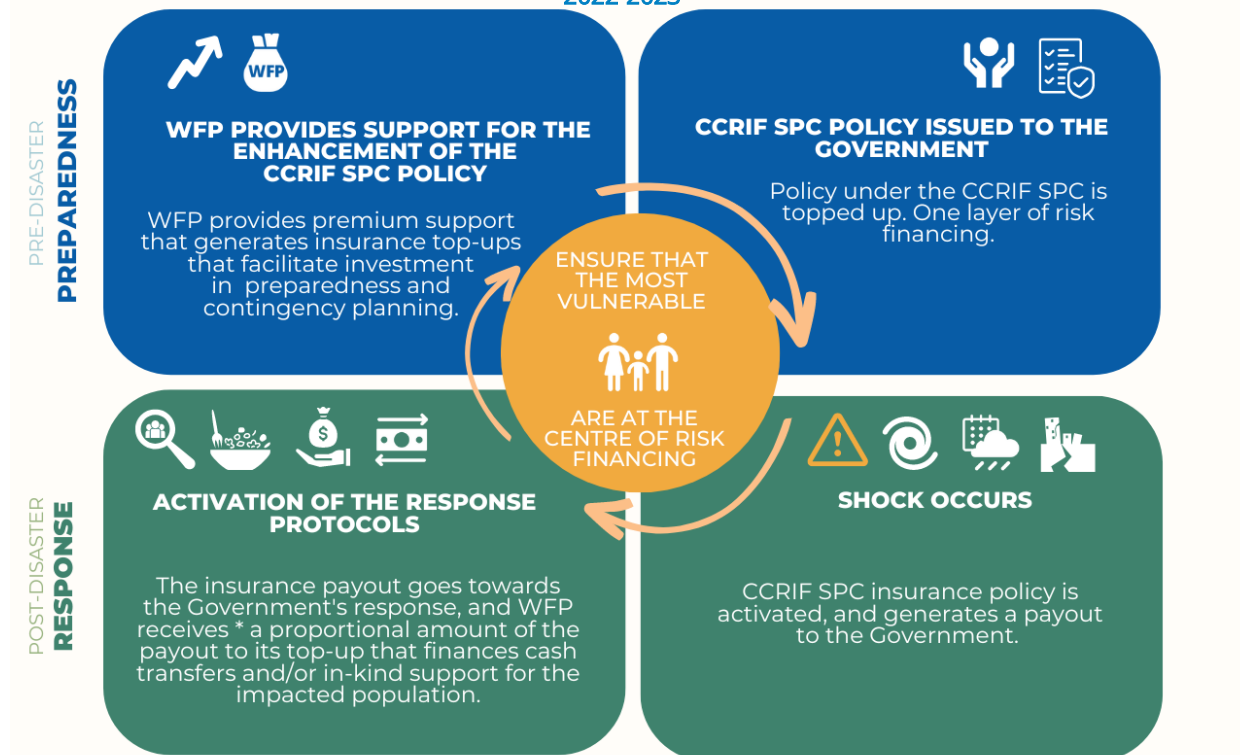 2022-2023
PRE-DISASTER
PREPAREDNESS
WFP
WFP PROVIDES SUPPORT FOR THE
ENHANCEMENT OF THE
CCRIF SPC POLICY
WFP provides premium support
that generates insurance top-ups
that facilitate investment
in preparedness and
contingency planning.
CCRIF SPC POLICY ISSUED TO THE
GOVERNMENT
Policy under the CCRIF SPC is
topped up. One layer of risk
financing.
ENSURE THAT
THE MOST
VULNERABLE
ARE AT THE
CENTRE OF RISK
FINANCING
POST-DISASTER
RESPONSE
$
ACTIVATION OF THE RESPONSE
PROTOCOLS
The insurance payout goes towards
the Government's response, and WFP
receives * a proportional amount of the
payout to its top-up that finances cash
transfers and/or in-kind support for the
impacted population.
!
SHOCK OCCURS
CCRIF SPC insurance policy is
activated, and generates a payout
to the Government.